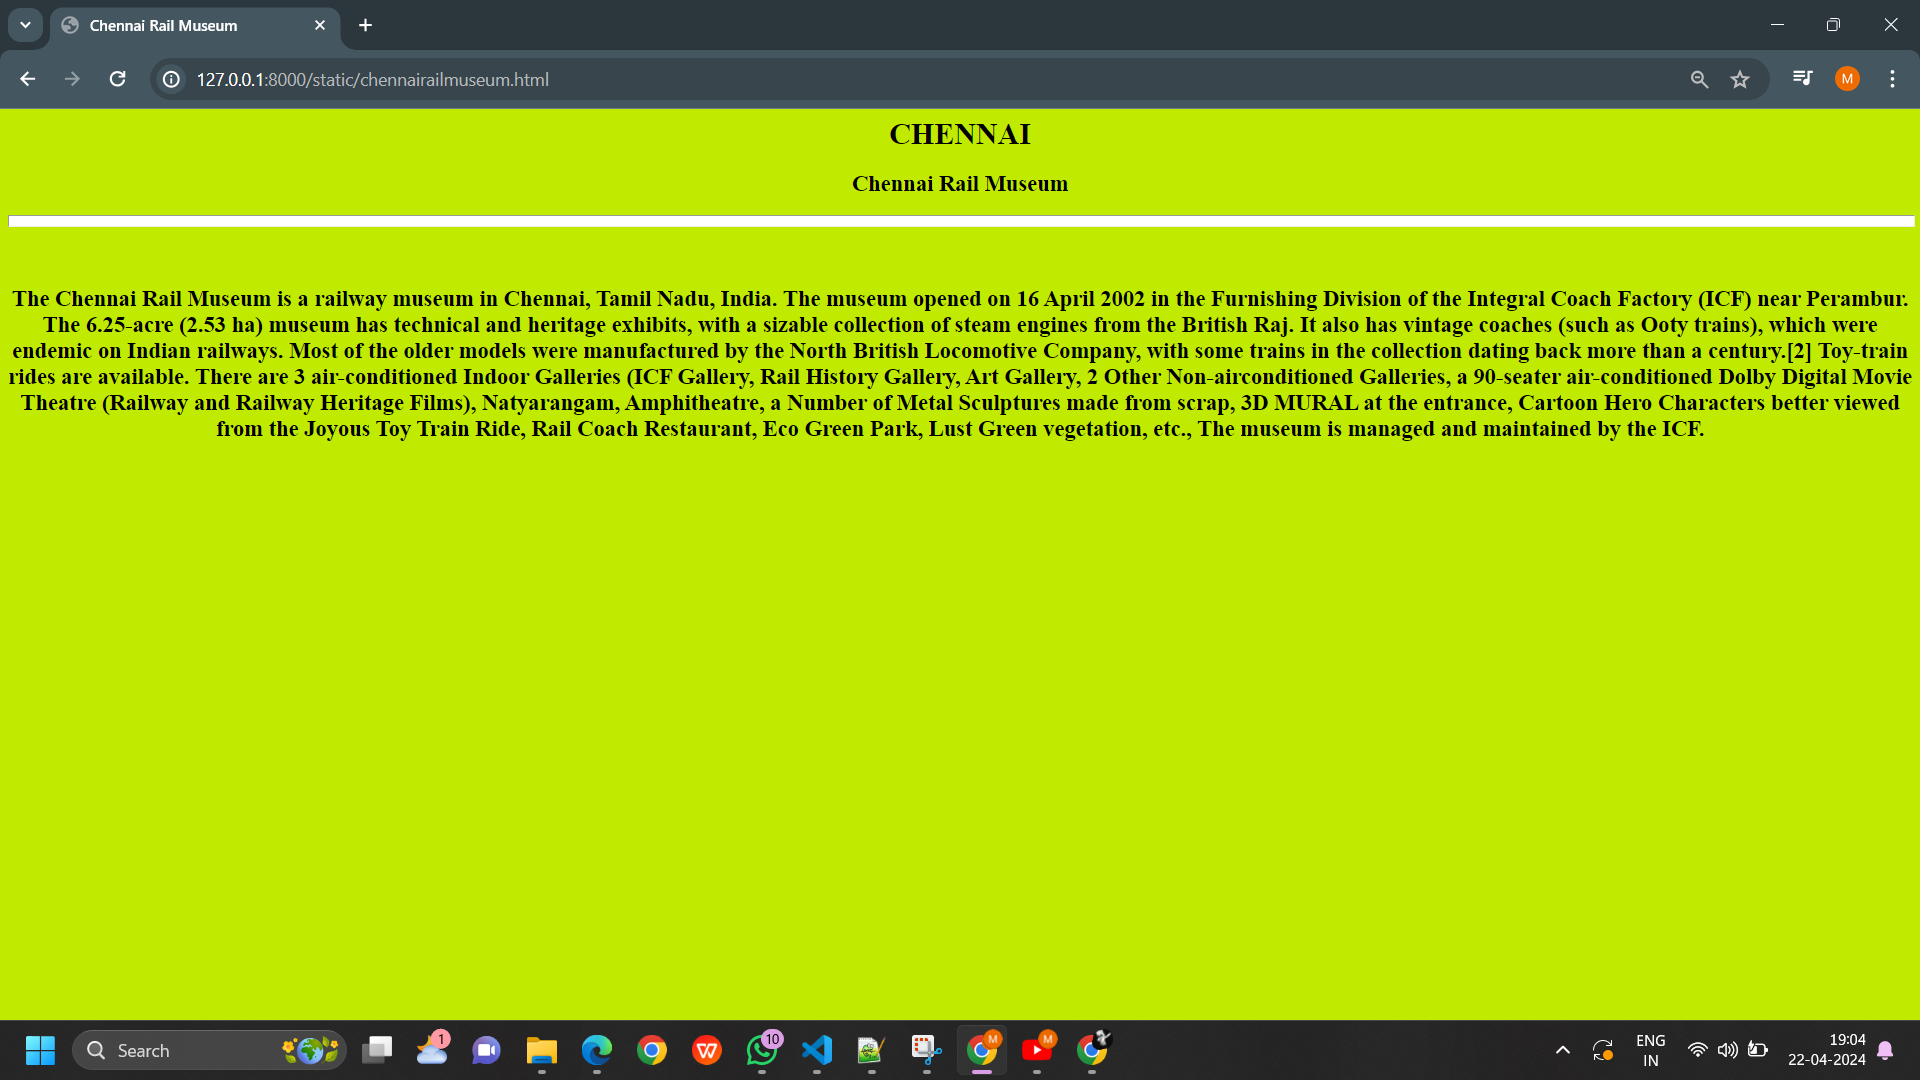 Chennai Rail Museum
127.0.0.1:8000/static/chennairailmuseum.html
M
CHENNAI
Chennai Rail Museum
The Chennai Rail Museum is a railway museum in Chennai, Tamil Nadu, India. The museum opened on 16 April 2002 in the Furnishing Division of the Integral Coach Factory (ICF) near Perambur.
The 6.25-acre (2.53 ha) museum has technical and heritage exhibits, with a sizable collection of steam engines from the British Raj. It also has vintage coaches (such as Ooty trains), which were
endemic on Indian railways. Most of the older models were manufactured by the North British Locomotive Company, with some trains in the collection dating back more than a century.[2] Toy-train
rides are available. There are 3 air-conditioned Indoor Galleries (ICF Gallery, Rail History Gallery, Art Gallery, 2 Other Non-airconditioned Galleries, a 90-seater air-conditioned Dolby Digital Movie
Theatre (Railway and Railway Heritage Films), Natyarangam, Amphitheatre, a Number of Metal Sculptures made from scrap, 3D MURAL at the entrance, Cartoon Hero Characters better viewed
from the Joyous Toy Train Ride, Rail Coach Restaurant, Eco Green Park, Lust Green vegetation, etc., The museum is managed and maintained by the ICF.
Search
1
W
10
M
M
ENG
IN
19:04
22-04-2024